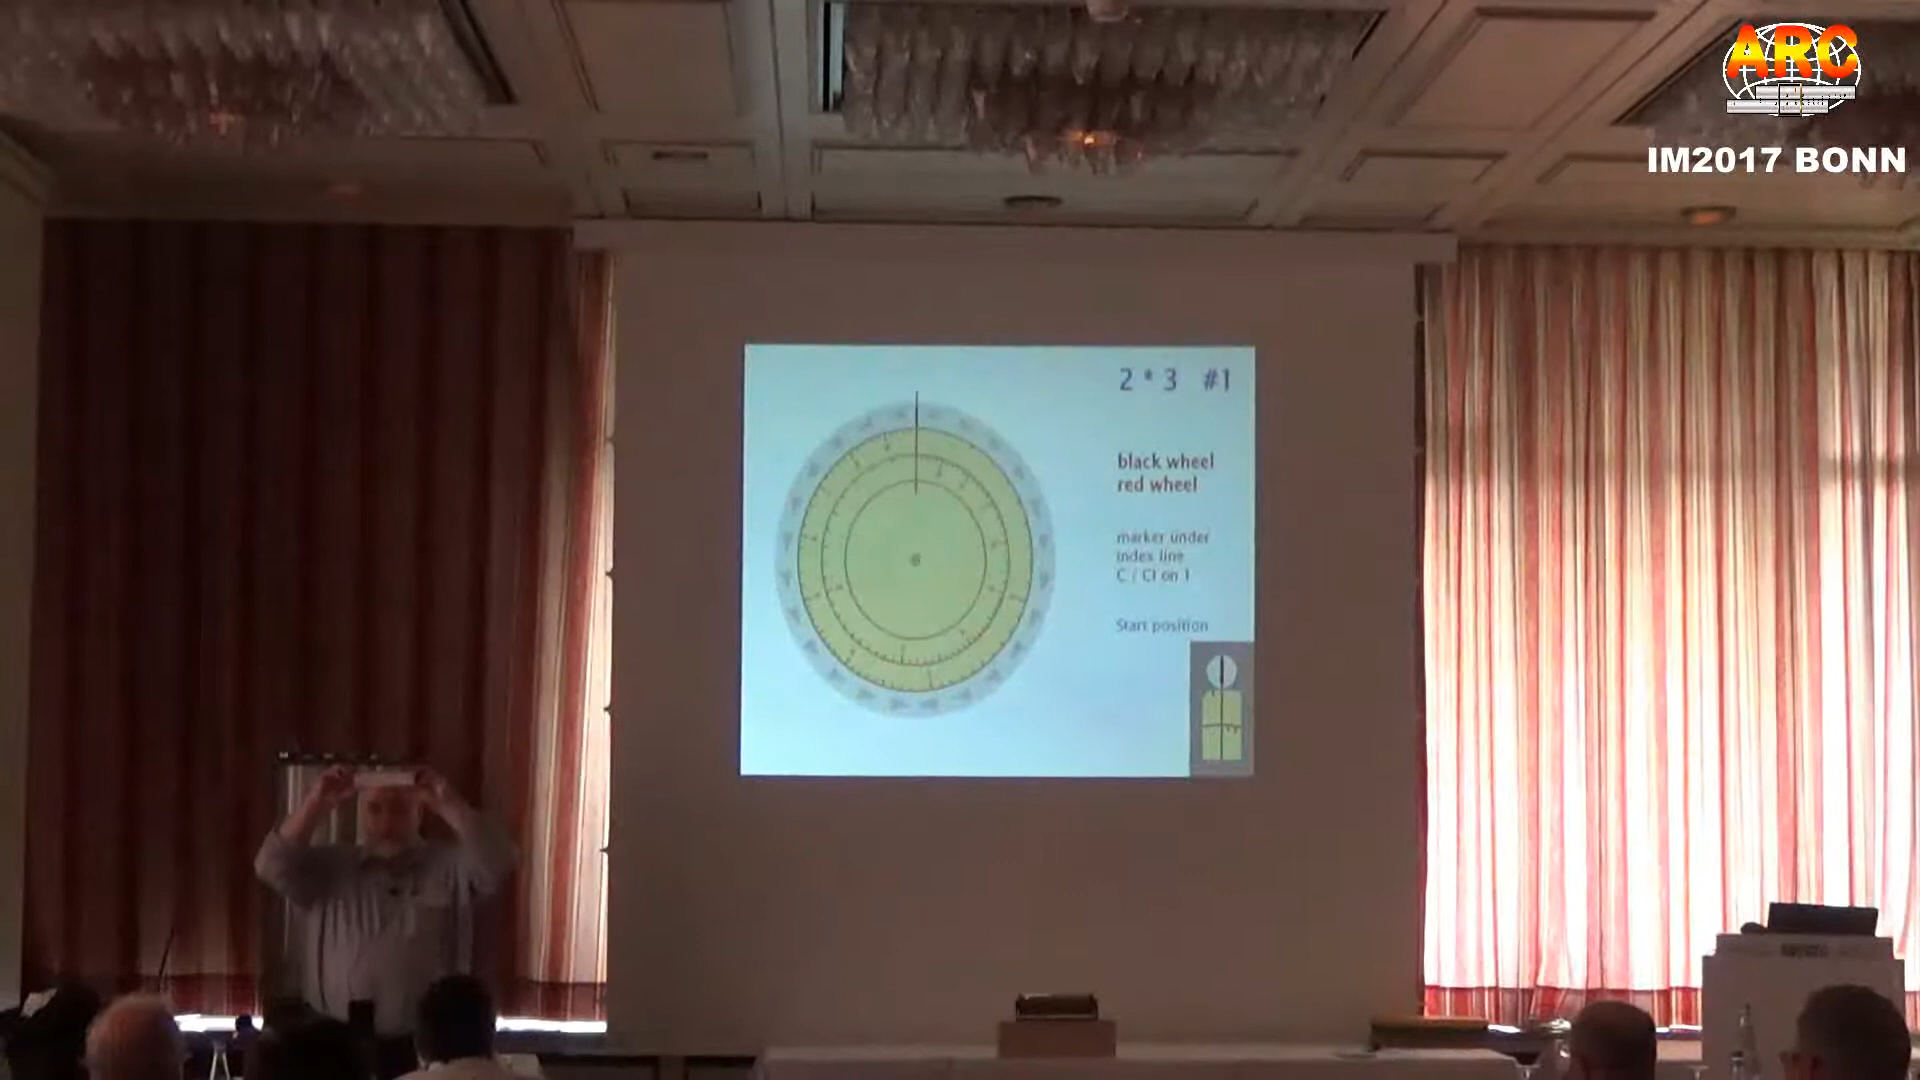 ARC
IM2017 BONN
2 * 3 #1
black wheel
red wheel
marker under
index line
C / CI on 1
Start position